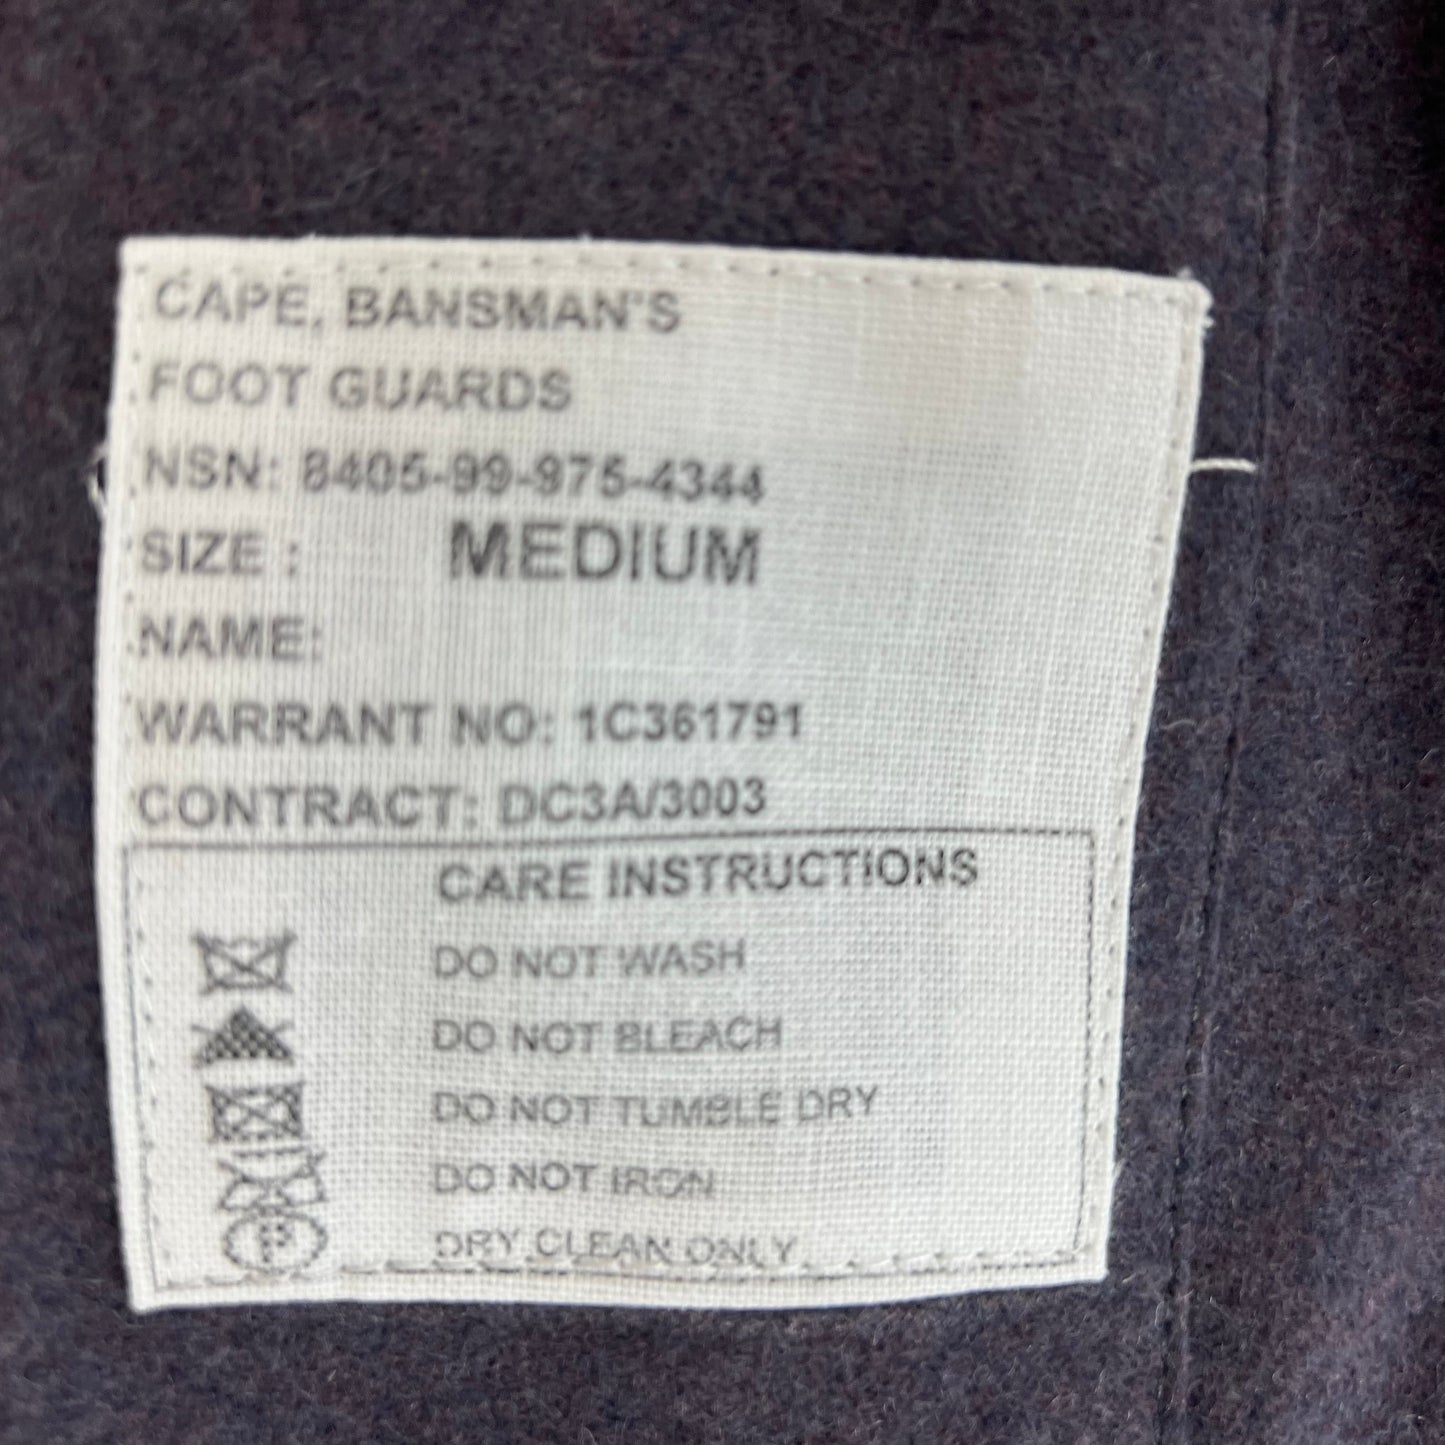 CAPE, BANSMAN'S
FOOT GUARDS
NSN: 8405-99-975-4344
SIZE : MEDIUM
NAME:
WARRANT NO: 1C361791
CONTRACT: DC3A/3003
CARE INSTRUCTIONS
DO NOT WASH
DO NOT BLEACH
DO NOT TUMBLE DRY
DO NOT IRON
DRY CLEAN ONLY